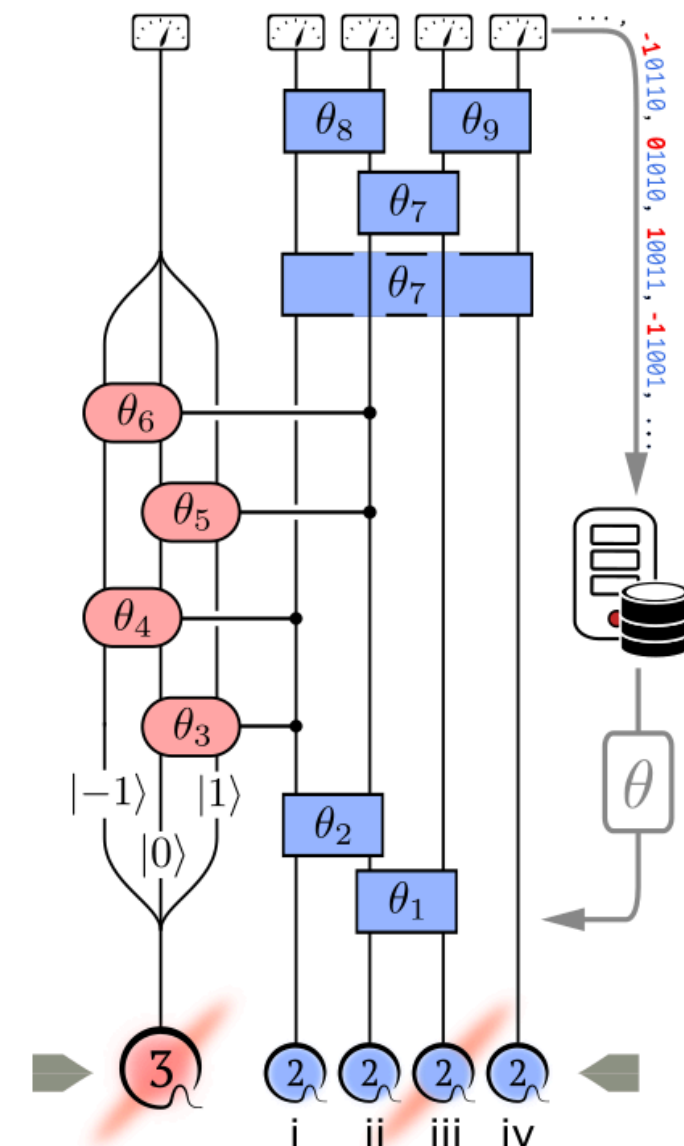 ..., -10110, 01010, 10011, -11001, ...
θ₈ θ₉
θ₇
θ₇
θ₆
θ₅
θ₄
θ₃
|−1⟩ |1⟩
θ
θ₂
|0⟩
θ₁
3 2 2 2 2
i ii iii iv